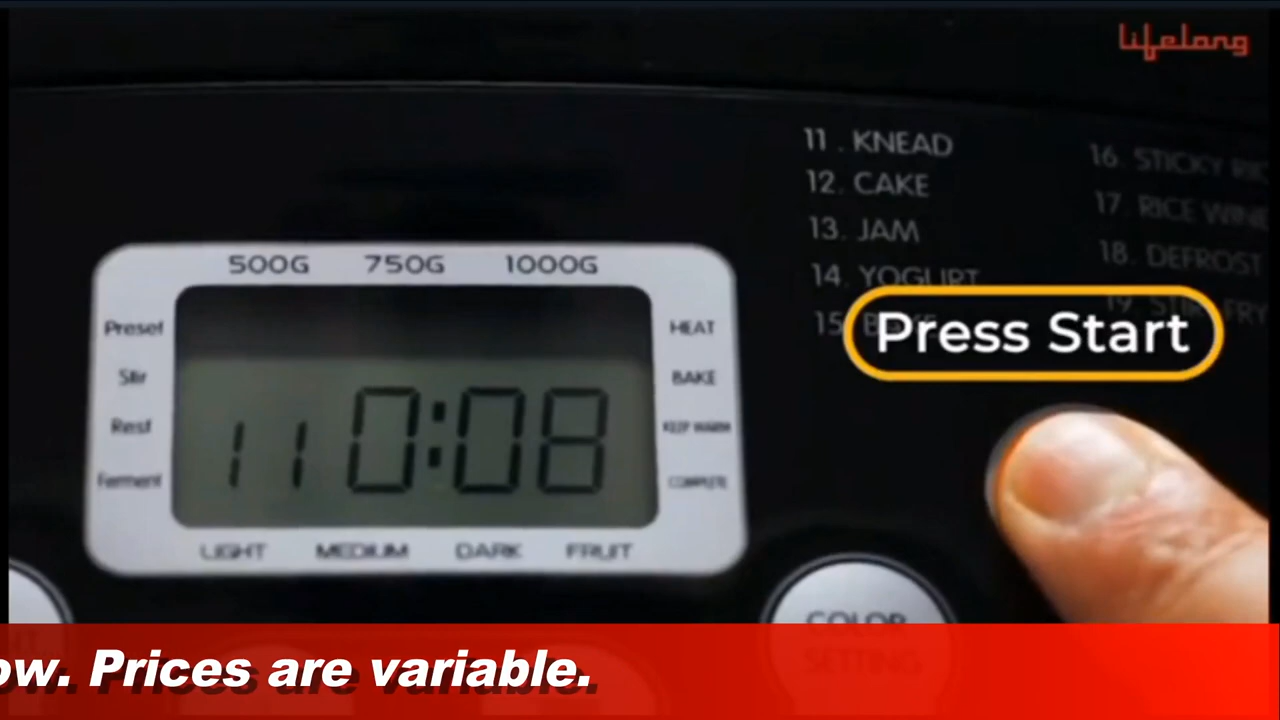 lifelong
11. KNEAD
12. CAKE
13. JAM
14. YOGURT
15. BAKE
16. STICKY RIC
17. RICE WINE
18. DEFROST
19. STIR-FRY
500G 750G 1000G
Preset
Stir
Rest
Ferment
HEAT
BAKE
KEEP WARM
COMPLETE
11 0:08
LIGHT MEDIUM DARK FRUIT
Press Start
COLOR
SETTING
ow. Prices are variable.